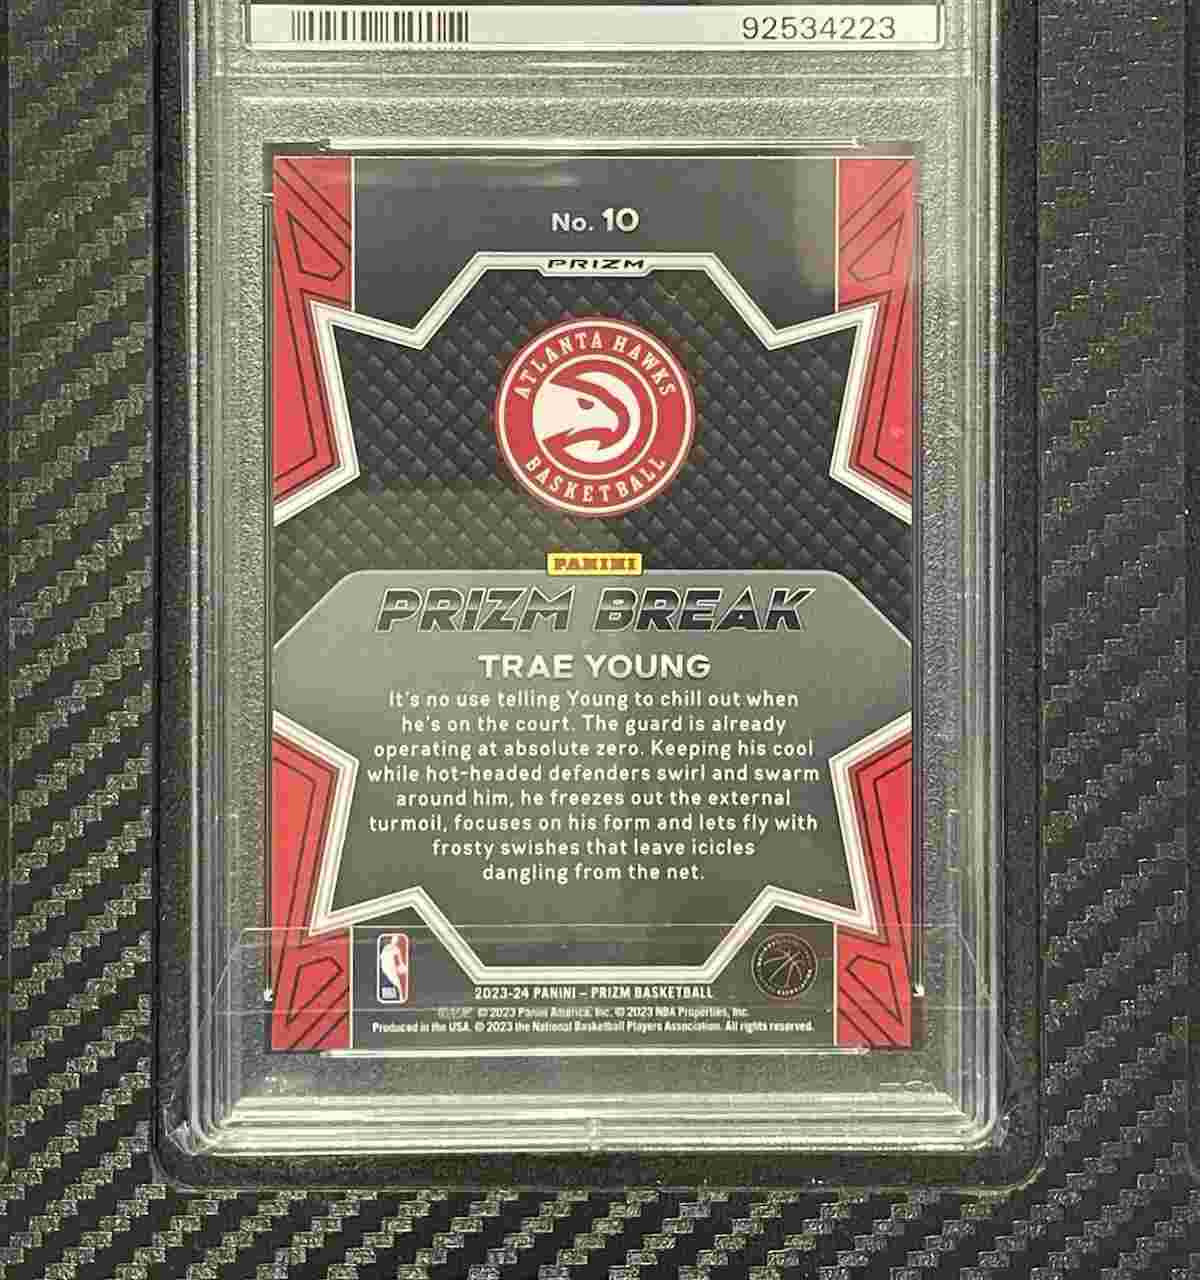 92534223
No. 10
PRIZM
ATLANTA HAWKS
BASKETBALL
PANINI
PRIZM BREAK
TRAE YOUNG
It's no use telling Young to chill out when
he's on the court. The guard is already
operating at absolute zero. Keeping his cool
while hot-headed defenders swirl and swarm
around him, he freezes out the external
turmoil, focuses on his form and lets fly with
frosty swishes that leave icicles
dangling from the net.
2023-24 PANINI – PRIZM BASKETBALL
© 2023 Panini America, Inc. © 2023 NBA Properties, Inc.
Produced in the USA. © 2023 the National Basketball Players Association. All rights reserved.